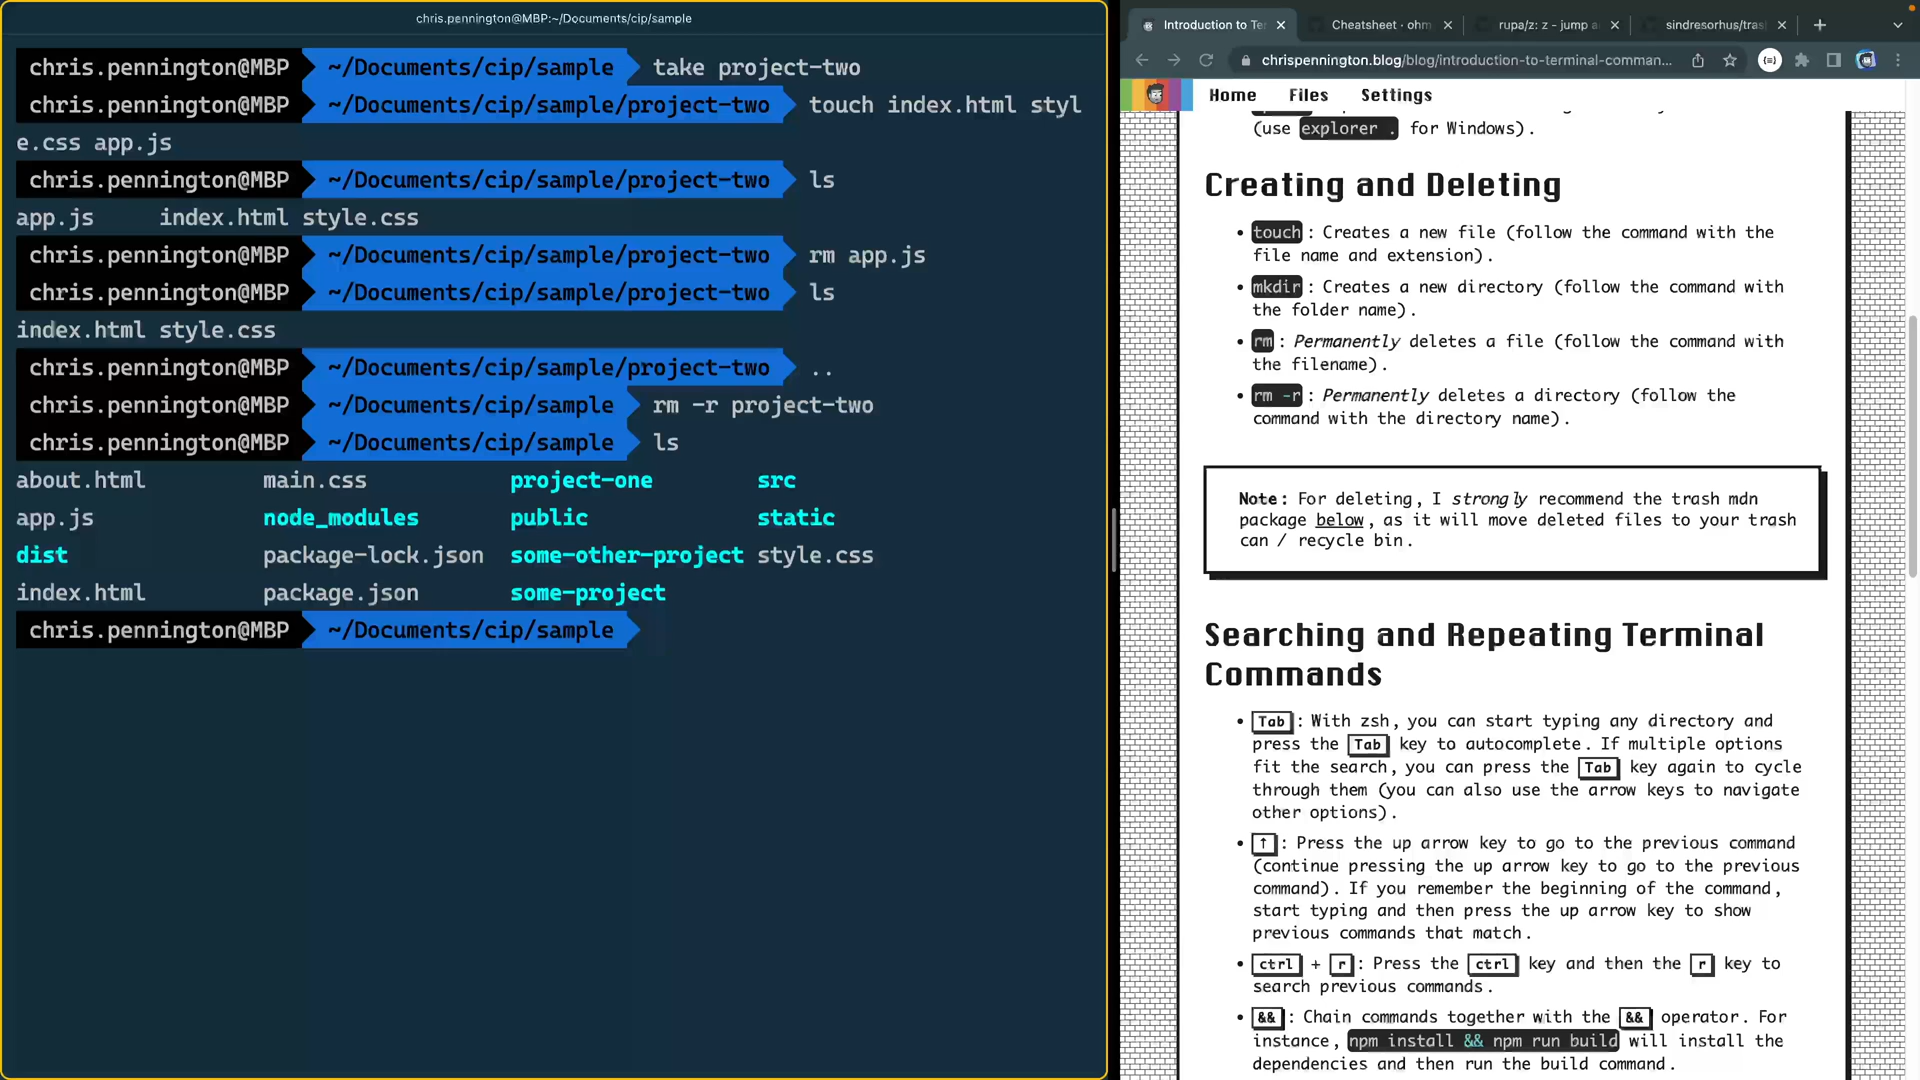 chris.pennington@MBP:~/Documents/cip/sample
chris.pennington@MBP ~/Documents/cip/sample take project-two
chris.pennington@MBP ~/Documents/cip/sample/project-two touch index.html styl
e.css app.js
chris.pennington@MBP ~/Documents/cip/sample/project-two ls
app.js index.html style.css
chris.pennington@MBP ~/Documents/cip/sample/project-two rm app.js
chris.pennington@MBP ~/Documents/cip/sample/project-two ls
index.html style.css
chris.pennington@MBP ~/Documents/cip/sample/project-two ..
chris.pennington@MBP ~/Documents/cip/sample rm -r project-two
chris.pennington@MBP ~/Documents/cip/sample ls
about.html main.css project-one src
app.js node_modules public static
dist package-lock.json some-other-project style.css
index.html package.json some-project
chris.pennington@MBP ~/Documents/cip/sample
Introduction to Ter Cheatsheet · ohm rupa/z: z - jump a sindresorhus/tras
chrispennington.blog/blog/introduction-to-terminal-comman...
Home Files Settings
(use explorer . for Windows).
Creating and Deleting
• touch : Creates a new file (follow the command with the
file name and extension).
• mkdir : Creates a new directory (follow the command with
the folder name).
• rm : Permanently deletes a file (follow the command with
the filename).
• rm -r : Permanently deletes a directory (follow the
command with the directory name).
Note: For deleting, I strongly recommend the trash mdn
package below, as it will move deleted files to your trash
can / recycle bin.
Searching and Repeating Terminal
Commands
• Tab : With zsh, you can start typing any directory and
press the Tab key to autocomplete. If multiple options
fit the search, you can press the Tab key again to cycle
through them (you can also use the arrow keys to navigate
other options).
• ↑ : Press the up arrow key to go to the previous command
(continue pressing the up arrow key to go to the previous
command). If you remember the beginning of the command,
start typing and then press the up arrow key to show
previous commands that match.
• ctrl + r : Press the ctrl key and then the r key to
search previous commands.
• && : Chain commands together with the && operator. For
instance, npm install && npm run build will install the
dependencies and then run the build command.